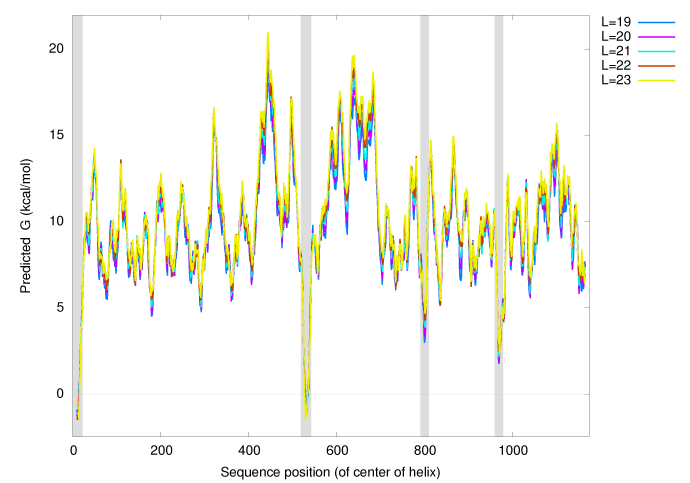 L=19
L=20
L=21
L=22
L=23
20
15
10
5
0
Predicted G (kcal/mol)
0 200 400 600 800 1000
Sequence position (of center of helix)